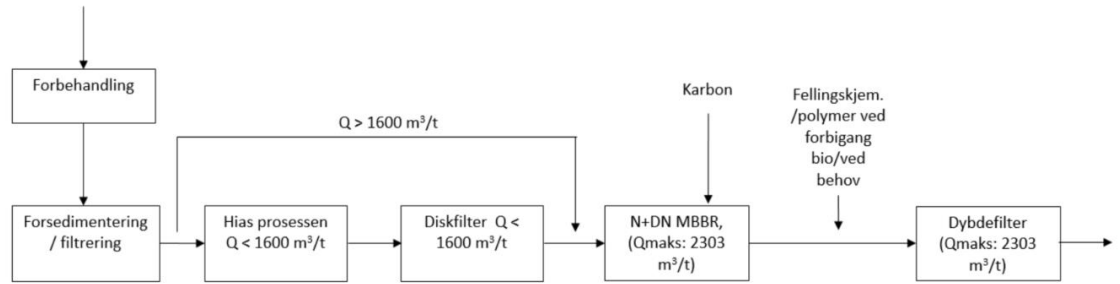 Forbehandling
Karbon
Fellingskjem.
/polymer ved
forbigang
bio/ved
behov
Q > 1600 m³/t
Forsedimentering
/ filtrering
Hias prosessen
Q < 1600 m³/t
Diskfilter Q <
1600 m³/t
N+DN MBBR,
(Qmaks: 2303
m³/t)
Dybdefilter
(Qmaks: 2303
m³/t)